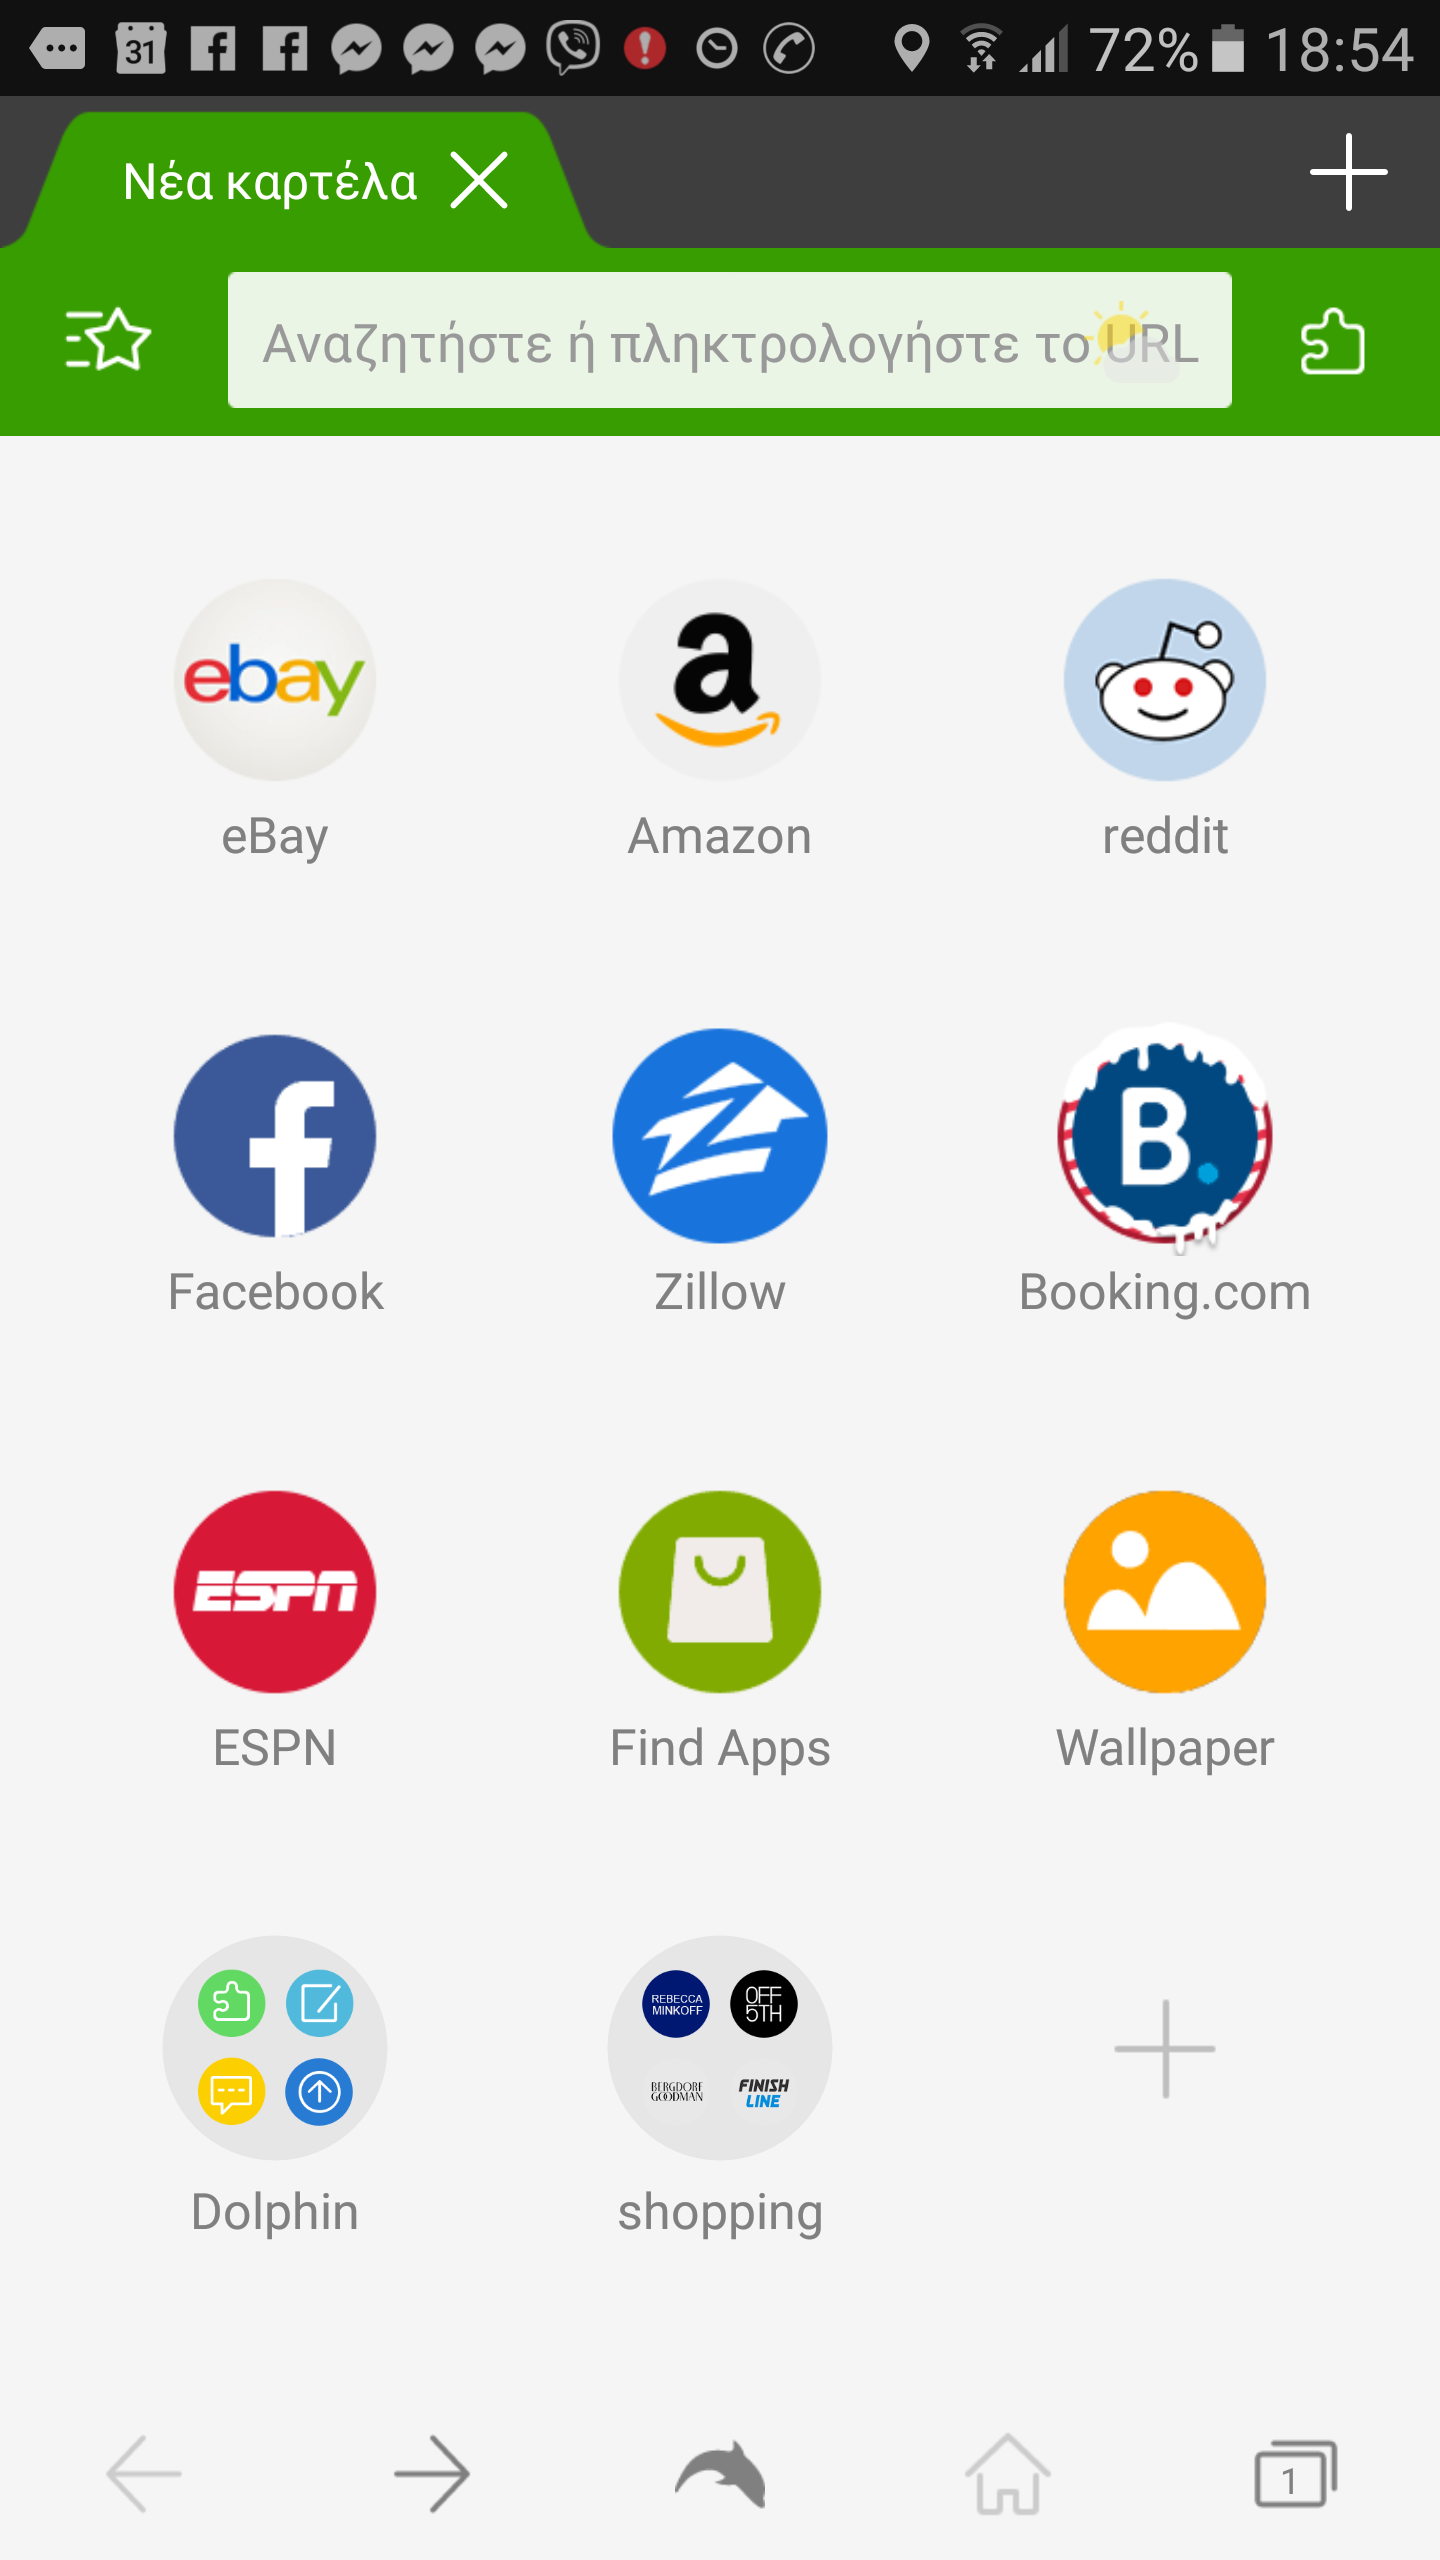 31 72% 18:54
Νέα καρτέλα
Αναζητήστε ή πληκτρολογήστε το URL
ebay a
eBay Amazon reddit
f Z B.
Facebook Zillow Booking.com
ESPN
ESPN Find Apps Wallpaper
REBECCA MINKOFF OFF 5TH
BERGDORF GOODMAN FINISH LINE
Dolphin shopping
1